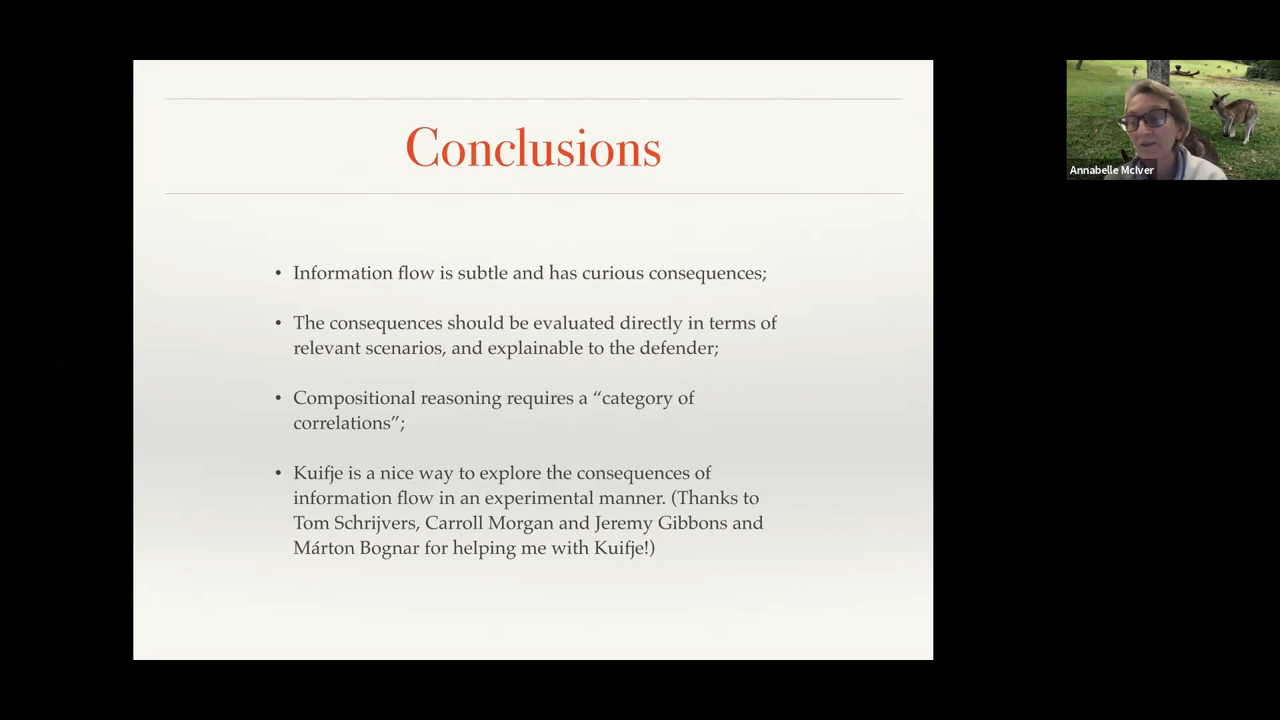 Conclusions
• Information flow is subtle and has curious consequences;
• The consequences should be evaluated directly in terms of
relevant scenarios, and explainable to the defender;
• Compositional reasoning requires a “category of
correlations”;
• Kuifje is a nice way to explore the consequences of
information flow in an experimental manner. (Thanks to
Tom Schrijvers, Carroll Morgan and Jeremy Gibbons and
Márton Bognar for helping me with Kuifje!)
Annabelle McIver